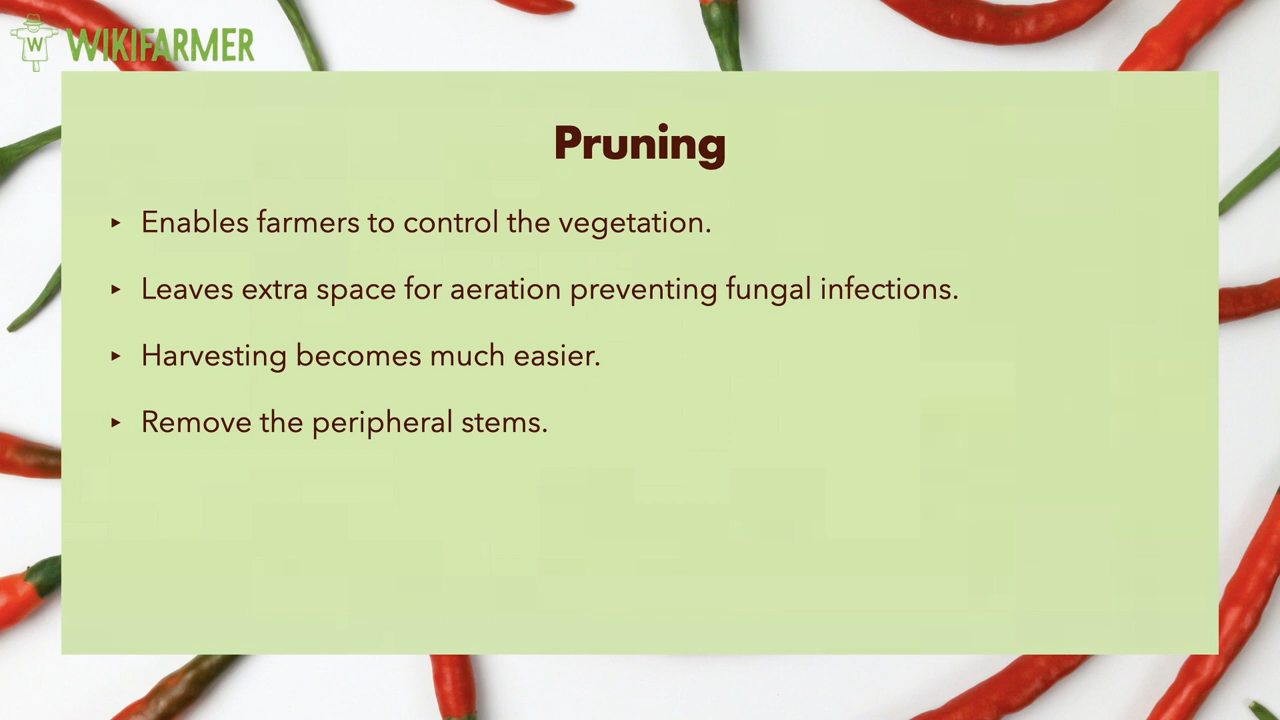 W WIKIFARMER
Pruning
‣ Enables farmers to control the vegetation.
‣ Leaves extra space for aeration preventing fungal infections.
‣ Harvesting becomes much easier.
‣ Remove the peripheral stems.